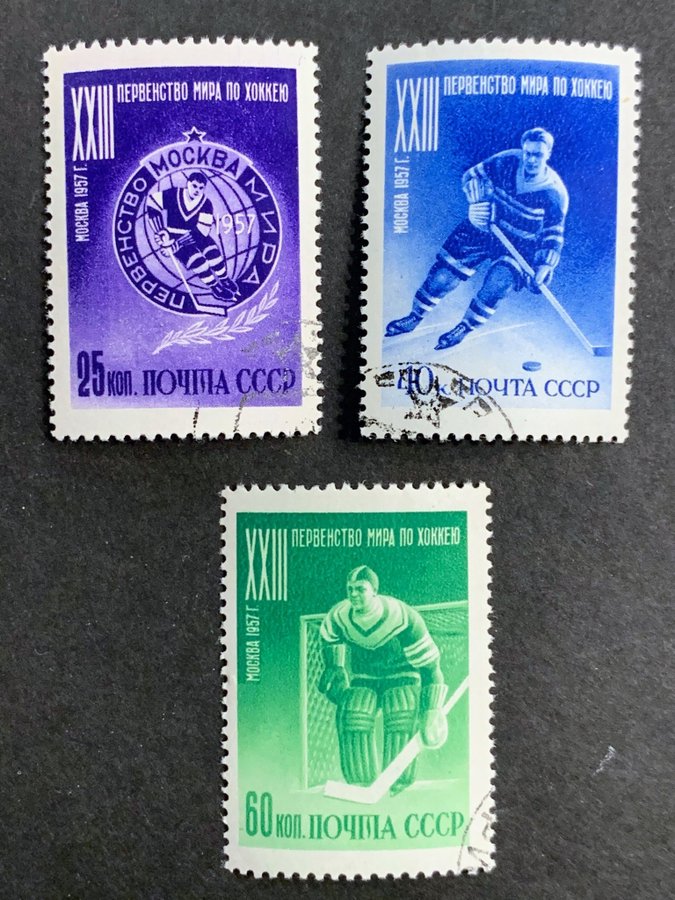 XXIII ПЕРВЕНСТВО МИРА ПО ХОККЕЮ
МОСКВА 1957 Г.
МОСКВА
ПЕРВЕНСТВО МИРА
1957
25 КОП. ПОЧТА СССР
XXIII ПЕРВЕНСТВО МИРА ПО ХОККЕЮ
МОСКВА 1957 Г.
40 К. ПОЧТА СССР
XXIII ПЕРВЕНСТВО МИРА ПО ХОККЕЮ
МОСКВА 1957 Г.
60 КОП. ПОЧТА СССР